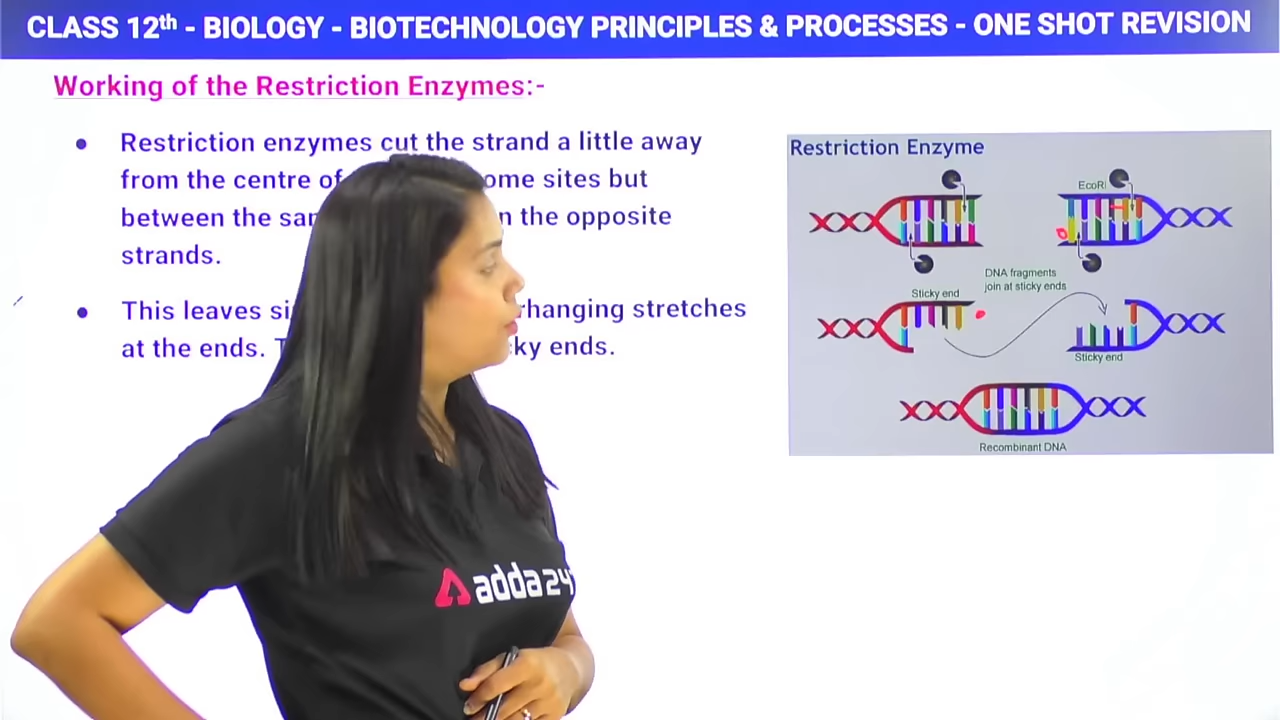 CLASS 12th - BIOLOGY - BIOTECHNOLOGY PRINCIPLES & PROCESSES - ONE SHOT REVISION
Working of the Restriction Enzymes:-
Restriction enzymes cut the strand a little away
from the centre of ome sites but
between the sam n the opposite
strands.
This leaves si rhanging stretches
at the ends. T ky ends.
Restriction Enzyme
EcoRI
DNA fragments
join at sticky ends
Sticky end
Sticky end
Recombinant DNA
adda247